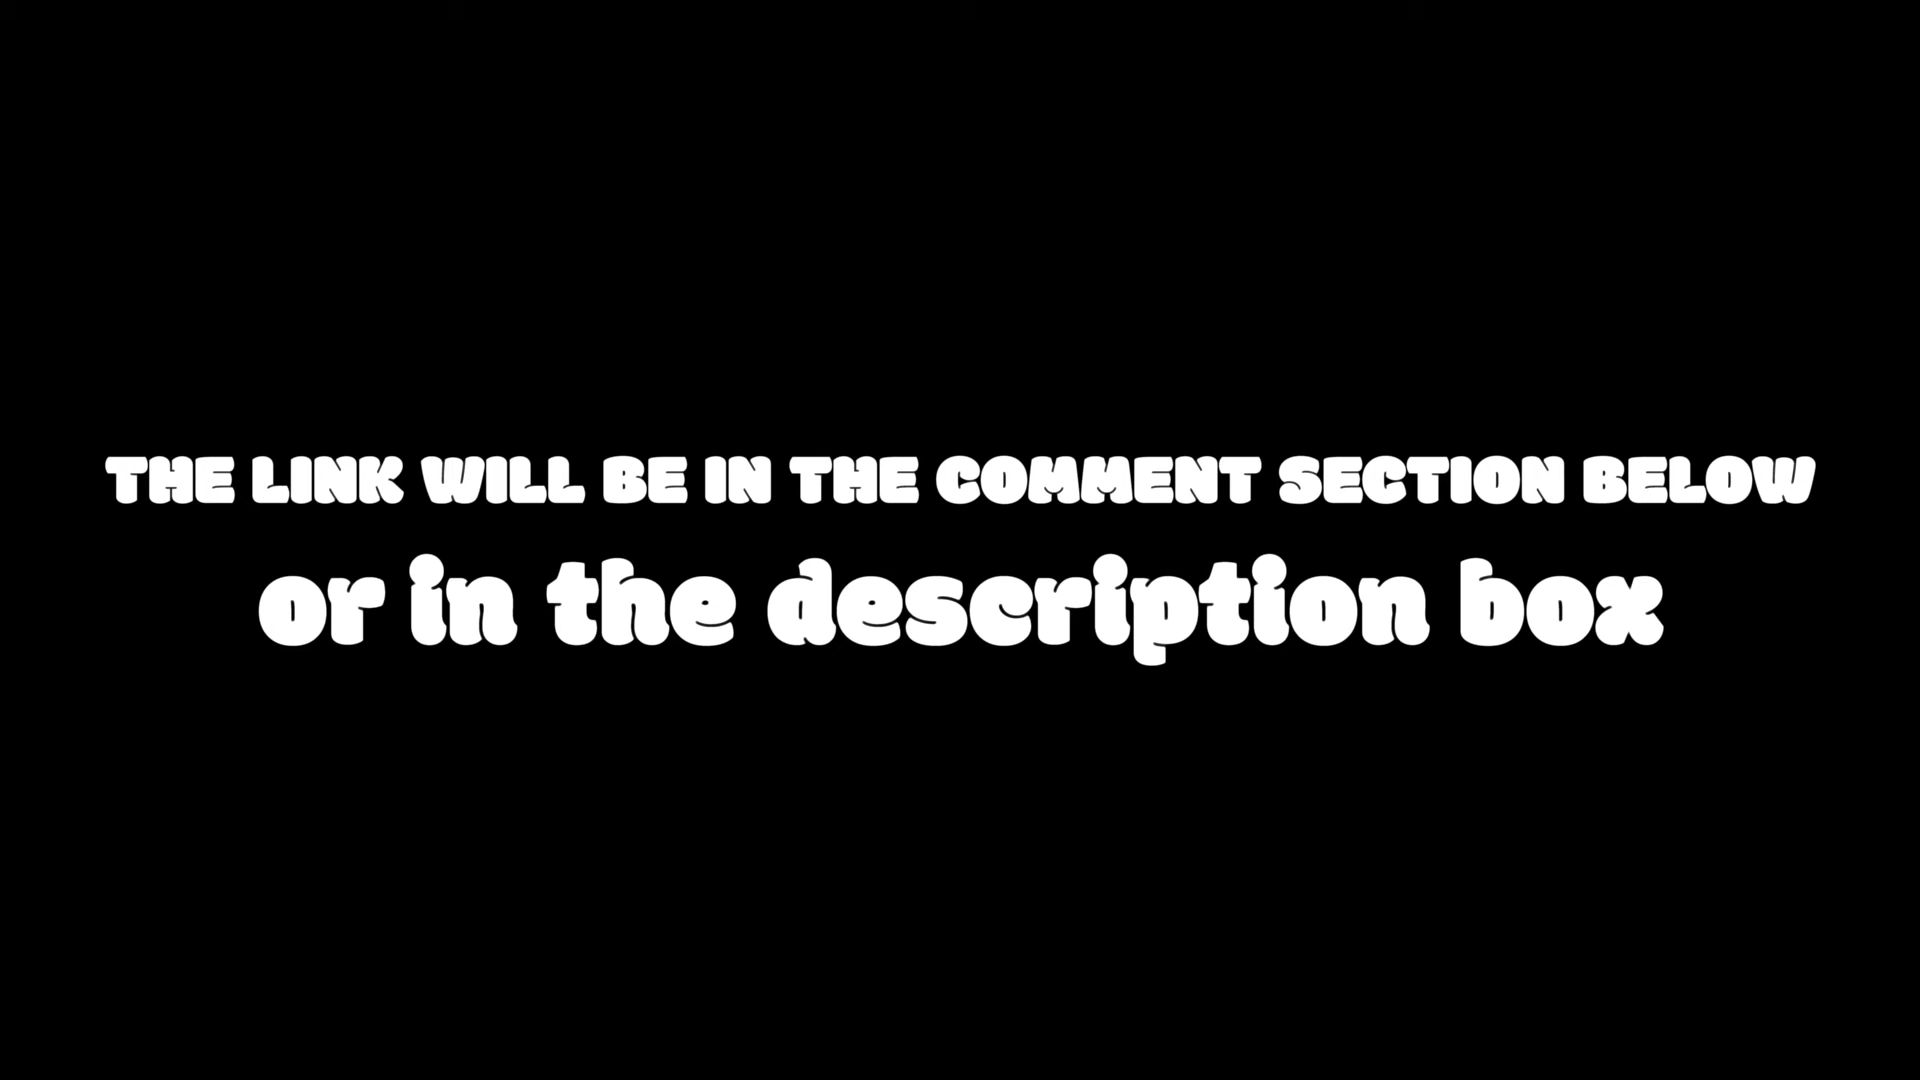 THE LINK WILL BE IN THE COMMENT SECTION BELOW
or in the description box